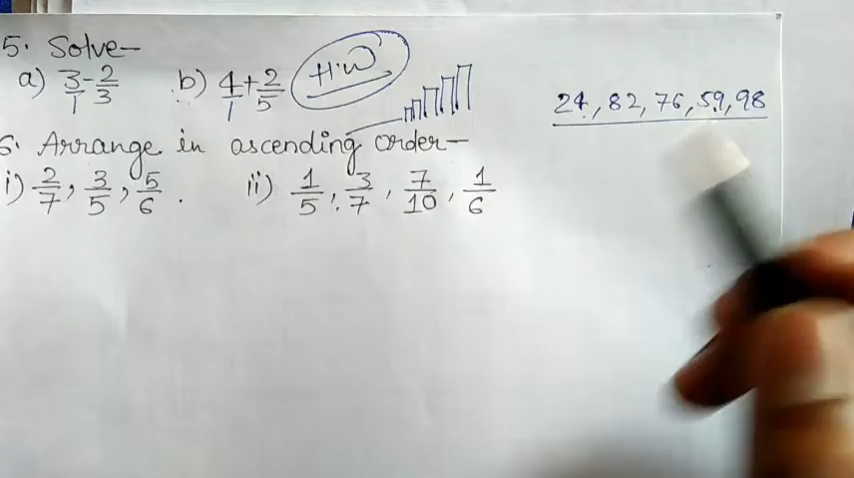 5. Solve-
a) 3/1 - 2/3 b) 4/1 + 2/5 H.W
24, 82, 76, 59, 98
6. Arrange in ascending order-
i) 2/7, 3/5, 5/6. ii) 1/5, 3/7, 7/10, 1/6